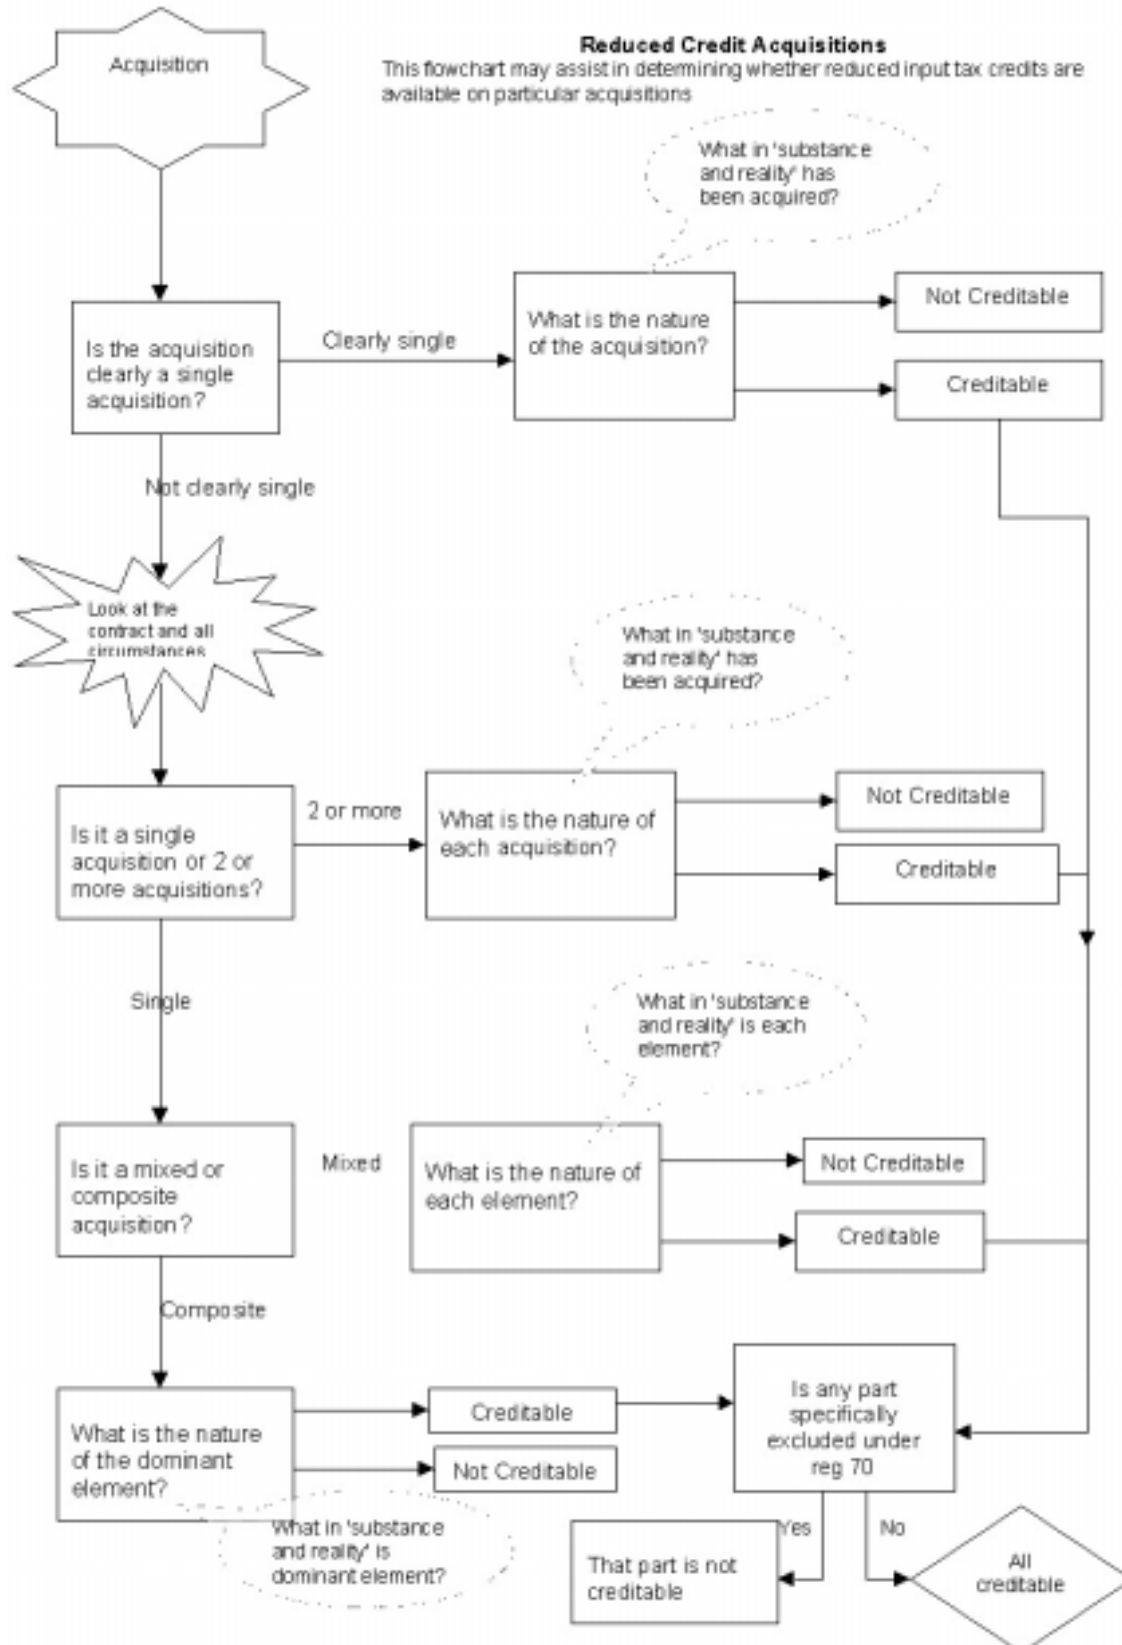 Reduced Credit Acquisitions
This flowchart may assist in determining whether reduced input tax credits are
available on particular acquisitions
Acquisition
What in 'substance
and reality' has
been acquired?
Is the acquisition
clearly a single
acquisition?
Clearly single
What is the nature
of the acquisition?
Not Creditable
Creditable
Not clearly single
Look at the
contract and all
circumstances
What in 'substance
and reality' has
been acquired?
Is it a single
acquisition or 2 or
more acquisitions?
2 or more
What is the nature of
each acquisition?
Not Creditable
Creditable
Single
What in 'substance
and reality' is each
element?
Is it a mixed or
composite
acquisition?
Mixed
What is the nature of
each element?
Not Creditable
Creditable
Composite
What is the nature
of the dominant
element?
Creditable
Not Creditable
Is any part
specifically
excluded under
reg 70
What in 'substance
and reality' is
dominant element?
Yes
No
That part is not
creditable
All
creditable